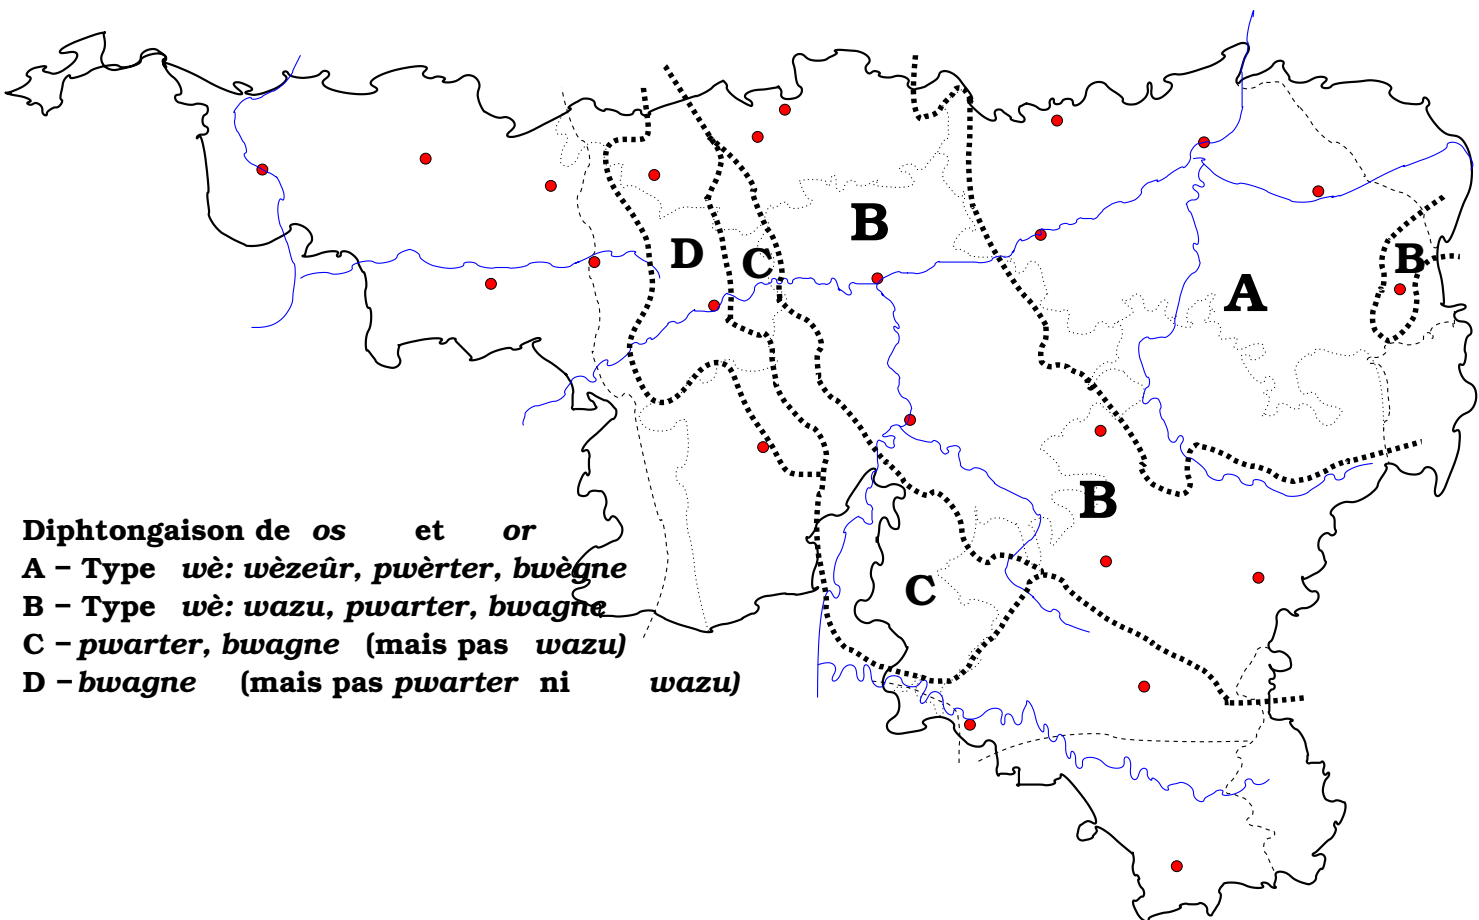 B
D
C
B
A
B
Diphtongaison de os et or
A – Type wè: wèzeûr, pwèrter, bwègne
B – Type wè: wazu, pwarter, bwagne
C – pwarter, bwagne (mais pas wazu)
D – bwagne (mais pas pwarter ni wazu)
B
C